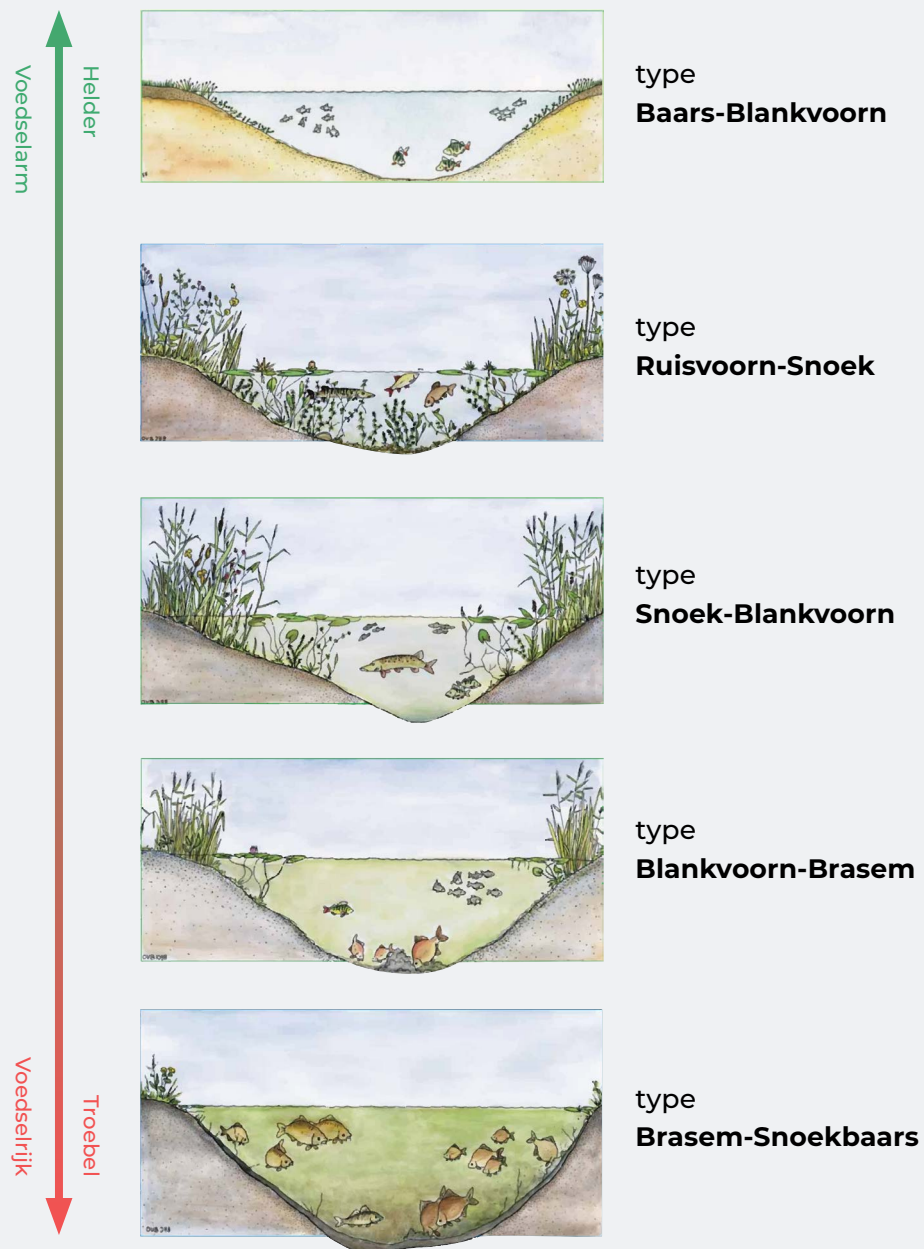 Voedselarm
Helder
type
Baars-Blankvoorn
type
Ruisvoorn-Snoek
type
Snoek-Blankvoorn
type
Blankvoorn-Brasem
type
Brasem-Snoekbaars
Voedselrijk
Troebel